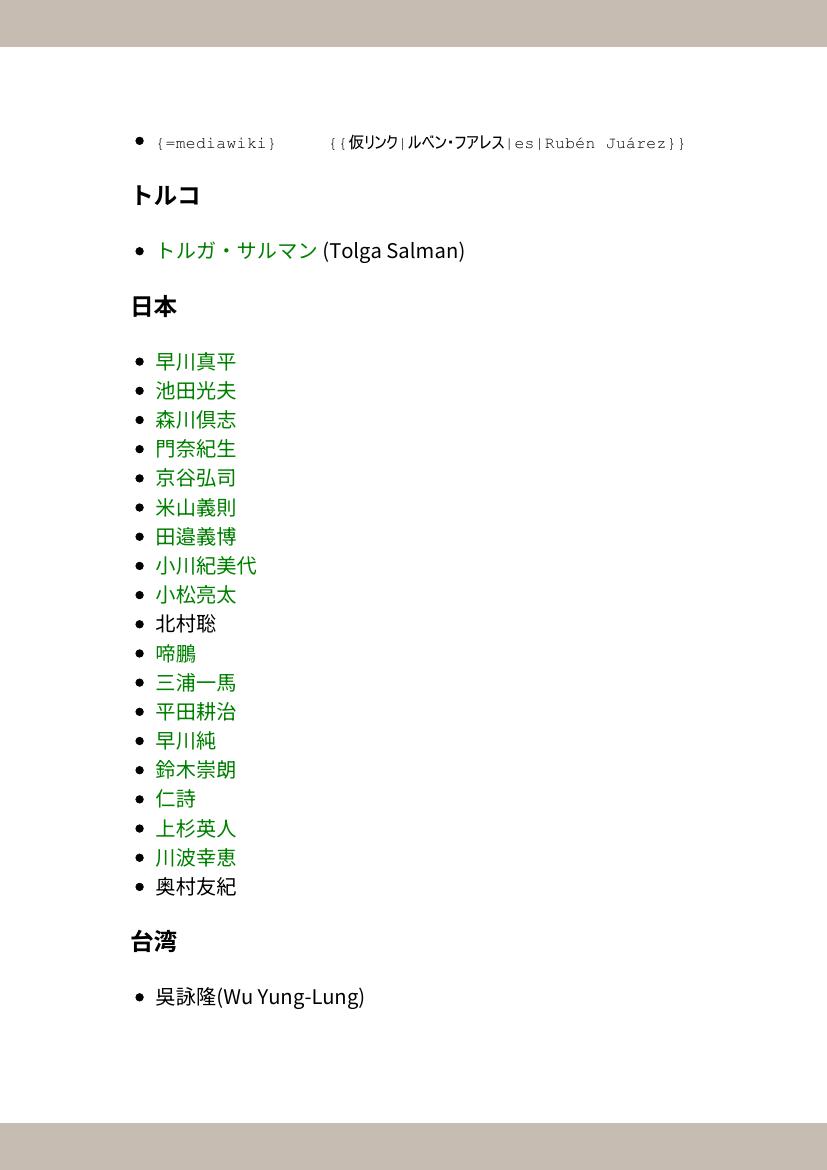 {=mediawiki} {{仮リンク|ルベン・フアレス|es|Rubén Juárez}}
トルコ
トルガ・サルマン (Tolga Salman)
日本
早川真平
池田光夫
森川倶志
門奈紀生
京谷弘司
米山義則
田邉義博
小川紀美代
小松亮太
北村聡
啼鵬
三浦一馬
平田耕治
早川純
鈴木崇朗
仁詩
上杉英人
川波幸恵
奥村友紀
台湾
吳詠隆(Wu Yung-Lung)